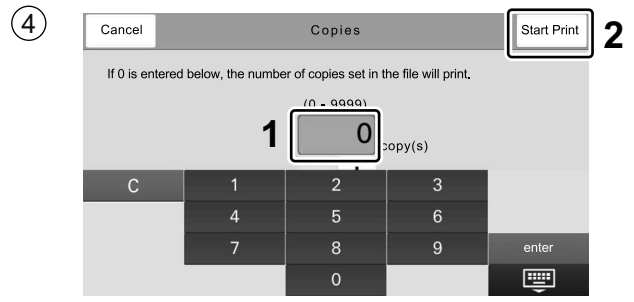 4
Cancel Copies Start Print 2
If 0 is entered below, the number of copies set in the file will print.
(0 - 9999)
1 0 copy(s)
C 1 2 3
4 5 6
7 8 9 enter
0